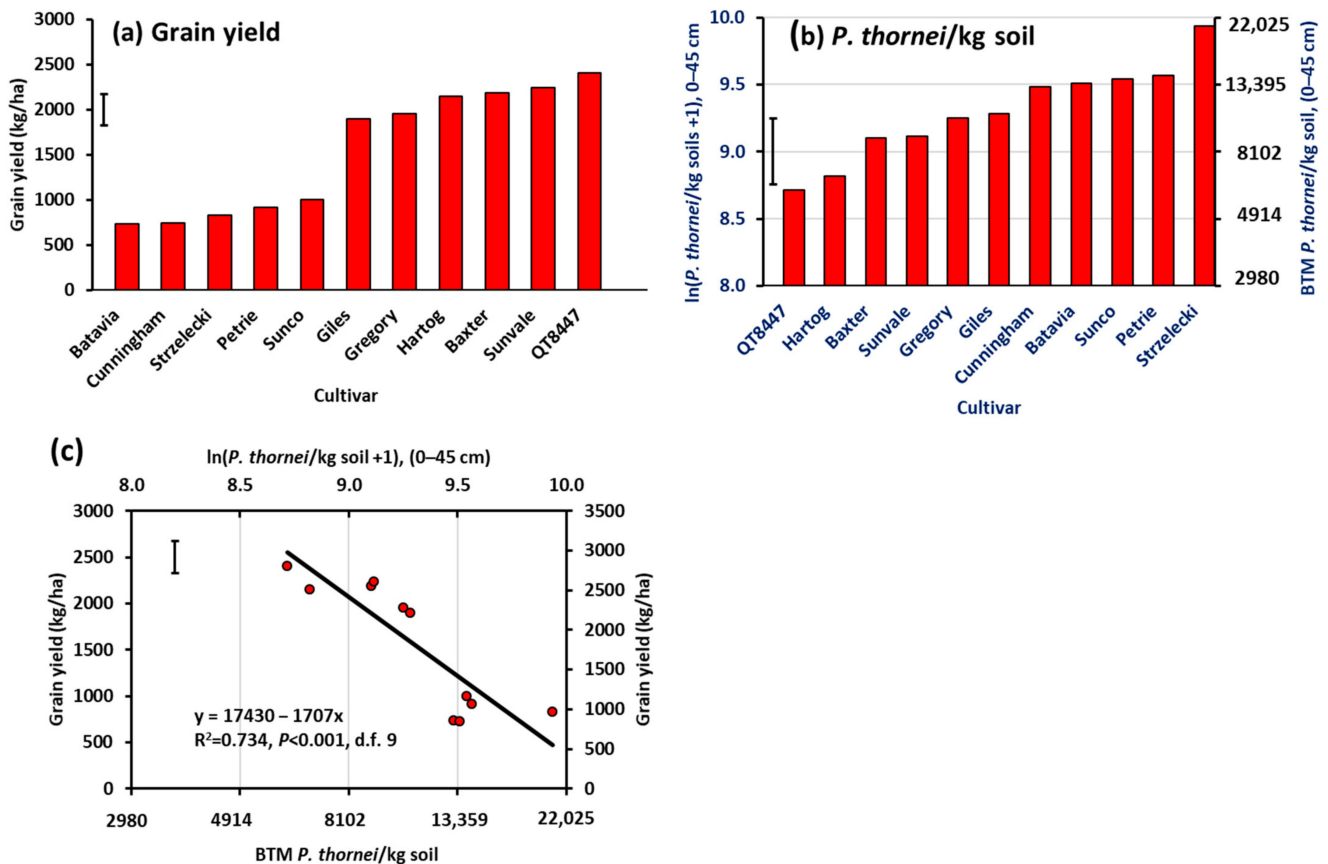 (a) Grain yield
3000
2500
2000
1500
1000
500
0
Grain yield (kg/ha)
Batavia
Cunningham
Strzelecki
Petrie
Sunco
Giles
Gregory
Hartog
Baxter
Sunvale
QT8447
Cultivar
(b) P. thornei/kg soil
10.0
9.5
9.0
8.5
8.0
ln(P. thornei/kg soils +1), 0–45 cm
22,025
13,395
8102
4914
2980
BTM P. thornei/kg soil, (0–45 cm)
QT8447
Hartog
Baxter
Sunvale
Gregory
Giles
Cunningham
Batavia
Sunco
Petrie
Strzelecki
Cultivar
(c)
ln(P. thornei/kg soil +1), (0–45 cm)
8.0 8.5 9.0 9.5 10.0
3000
2500
2000
1500
1000
500
0
Grain yield (kg/ha)
3500
3000
2500
2000
1500
1000
500
0
Grain yield (kg/ha)
y = 17430 – 1707x
R²=0.734, P<0.001, d.f. 9
2980 4914 8102 13,359 22,025
BTM P. thornei/kg soil